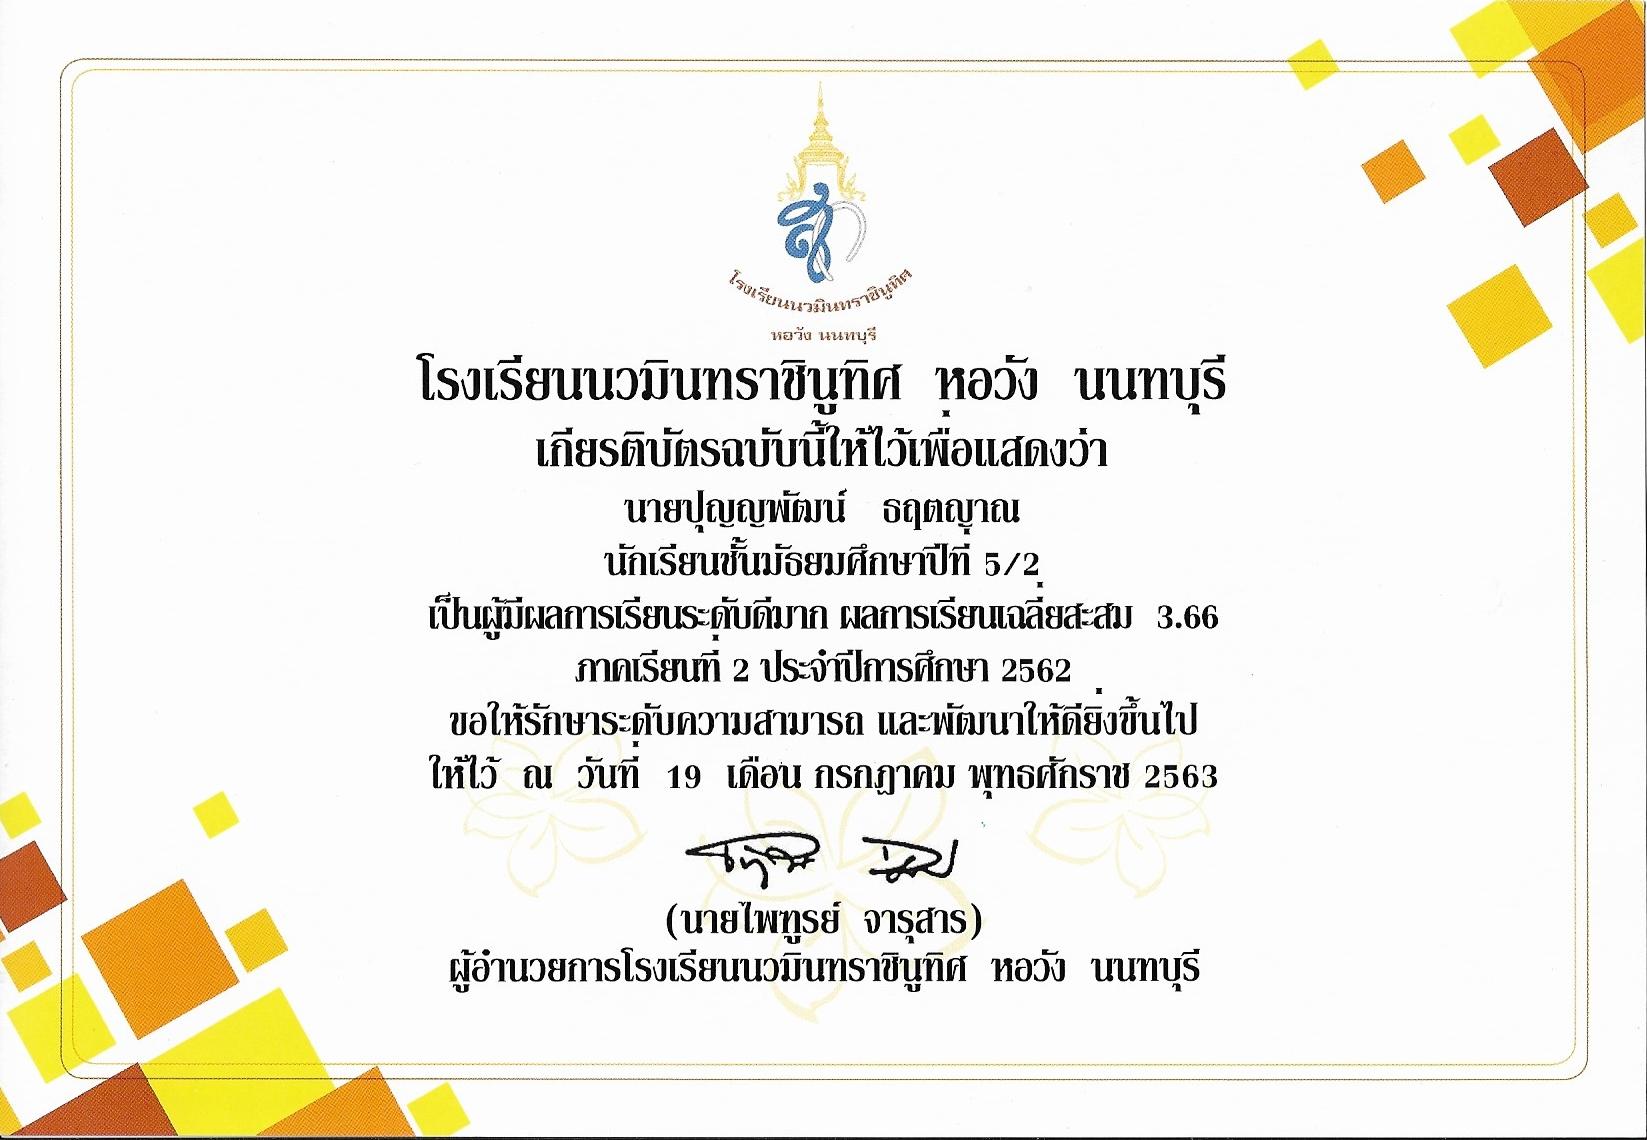 โรงเรียนนวมินทราชินูทิศ
หอวัง นนทบุรี
โรงเรียนนวมินทราชินูทิศ หอวัง นนทบุรี
เกียรติบัตรฉบับนี้ให้ไว้เพื่อแสดงว่า
นายปุญญพัฒน์ ธฤตญาณ
นักเรียนชั้นมัธยมศึกษาปีที่ 5/2
เป็นผู้มีผลการเรียนระดับดีมาก ผลการเรียนเฉลี่ยสะสม 3.66
ภาคเรียนที่ 2 ประจำปีการศึกษา 2562
ขอให้รักษาระดับความสามารถ และพัฒนาให้ดียิ่งขึ้นไป
ให้ไว้ ณ วันที่ 19 เดือน กรกฎาคม พุทธศักราช 2563
(นายไพฑูรย์ จารุสาร)
ผู้อำนวยการโรงเรียนนวมินทราชินูทิศ หอวัง นนทบุรี